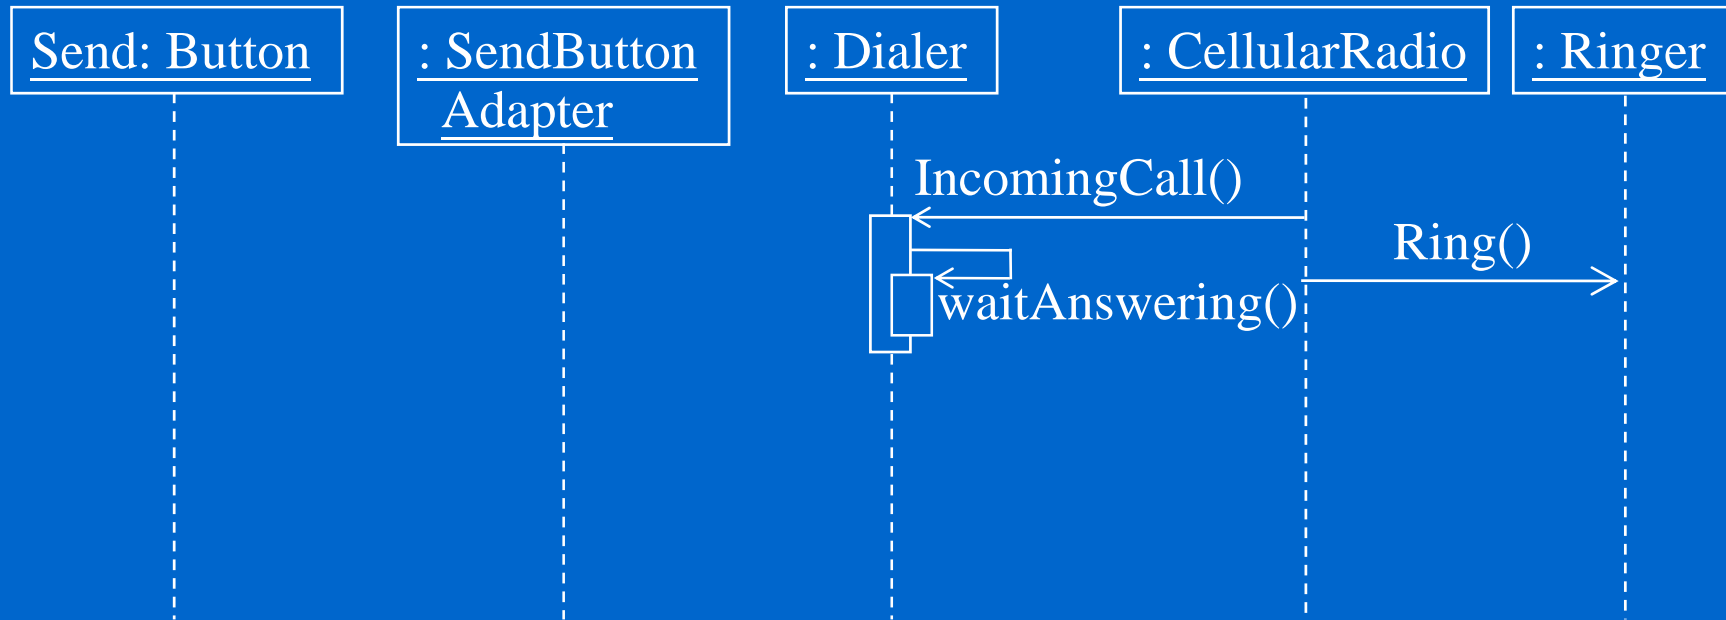 Send: Button
: SendButton
Adapter
: Dialer
: CellularRadio
: Ringer
IncomingCall()
Ring()
waitAnswering()